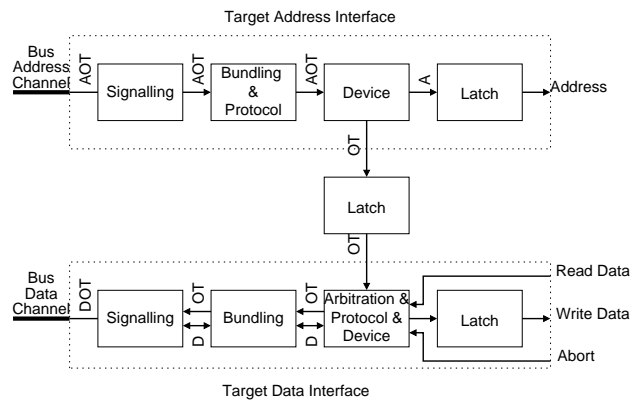 Target Address Interface
Bus
Address
Channel
AOT
Signalling
AOT
Bundling
&
Protocol
AOT
Device
A
Latch
Address
OT
Latch
OT
Bus
Data
Channel
DOT
Signalling
OT
D
Bundling
OT
D
Arbitration &
Protocol &
Device
Latch
Read Data
Write Data
Abort
Target Data Interface